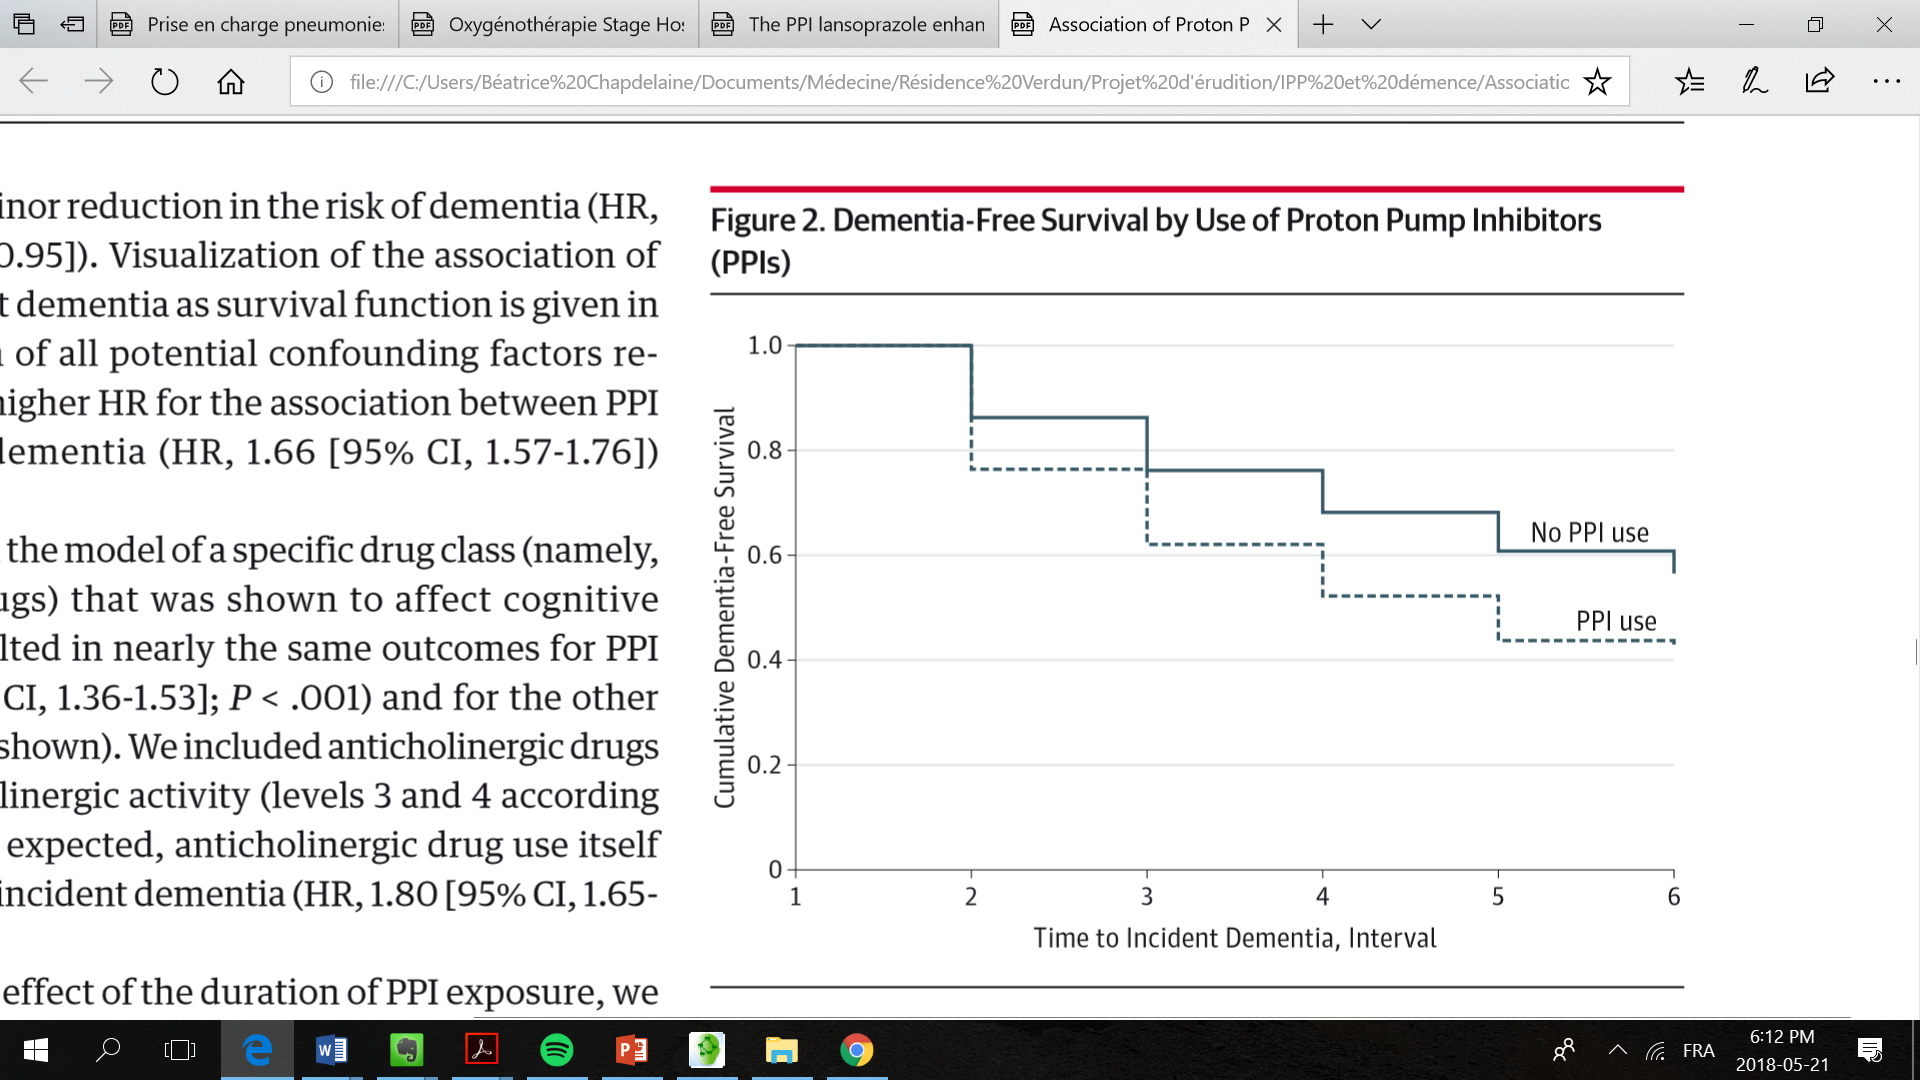 Prise en charge pneumonie
Oxygénothérapie Stage Hos
The PPI lansoprazole enhan
Association of Proton P
file:///C:/Users/Béatrice%20Chapdelaine/Documents/Médecine/Résidence%20Verdun/Projet%20d'érudition/IPP%20et%20démence/Associatio
inor reduction in the risk of dementia (HR,
0.95]). Visualization of the association of
t dementia as survival function is given in
of all potential confounding factors re-
igher HR for the association between PPI
dementia (HR, 1.66 [95% CI, 1.57-1.76])
the model of a specific drug class (namely,
ugs) that was shown to affect cognitive
lted in nearly the same outcomes for PPI
CI, 1.36-1.53]; P < .001) and for the other
shown). We included anticholinergic drugs
linergic activity (levels 3 and 4 according
expected, anticholinergic drug use itself
incident dementia (HR, 1.80 [95% CI, 1.65-
effect of the duration of PPI exposure, we
Figure 2. Dementia-Free Survival by Use of Proton Pump Inhibitors
(PPIs)
Cumulative Dementia-Free Survival
1.0
0.8
0.6
0.4
0.2
0
No PPI use
PPI use
1 2 3 4 5 6
Time to Incident Dementia, Interval
FRA
6:12 PM
2018-05-21